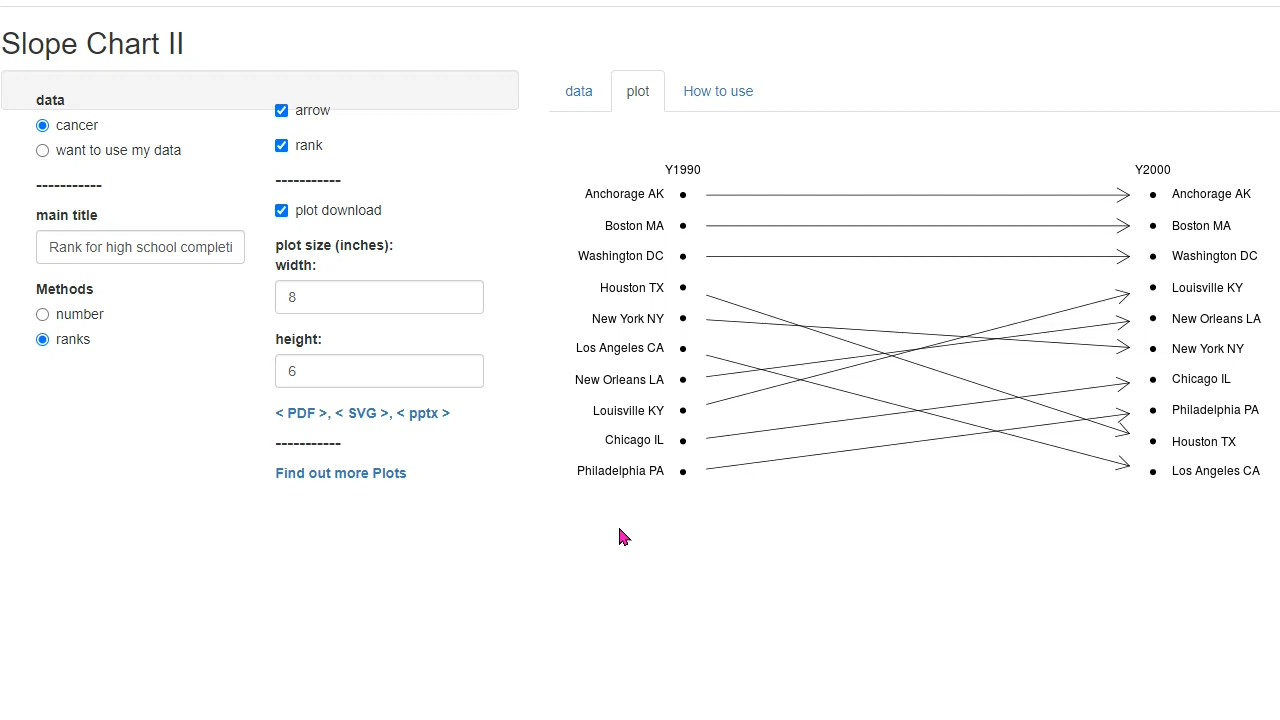 Slope Chart II
data
cancer
want to use my data
-----------
main title
Rank for high school completi
Methods
number
ranks
arrow
rank
-----------
plot download
plot size (inches):
width:
8
height:
6
< PDF >, < SVG >, < pptx >
-----------
Find out more Plots
data plot How to use
Y1990 Y2000
Anchorage AK Anchorage AK
Boston MA Boston MA
Washington DC Washington DC
Houston TX Louisville KY
New York NY New Orleans LA
Los Angeles CA New York NY
New Orleans LA Chicago IL
Louisville KY Philadelphia PA
Chicago IL Houston TX
Philadelphia PA Los Angeles CA